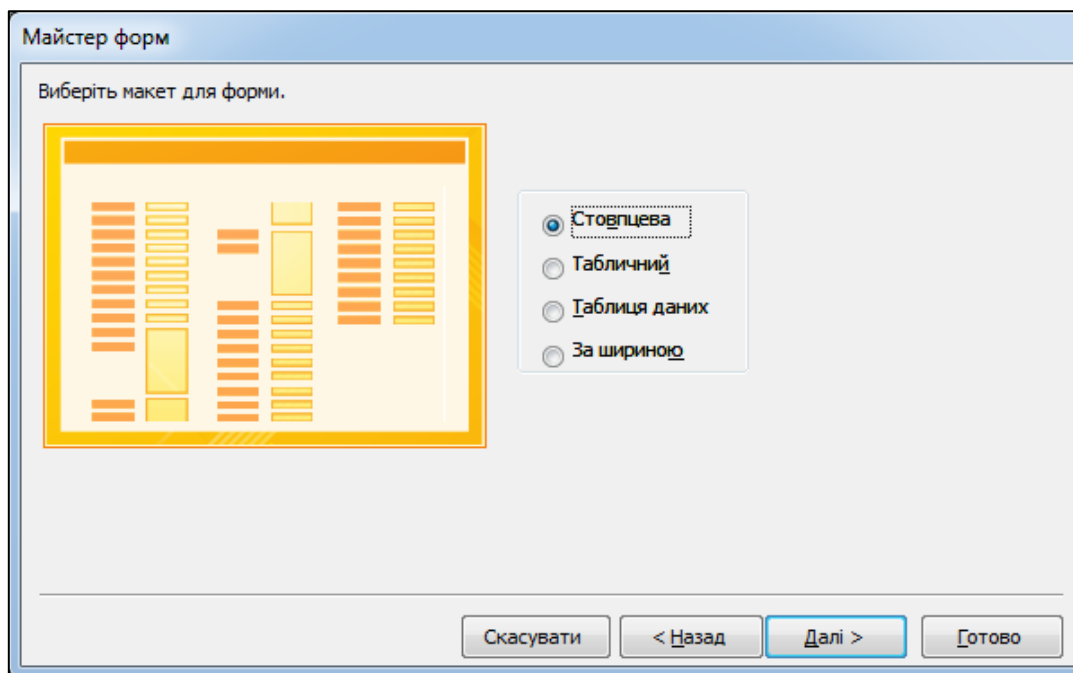 Майстер форм
Виберіть макет для форми.
Стовпцева
Табличний
Таблиця даних
За шириною
Скасувати
< Назад
Далі >
Готово